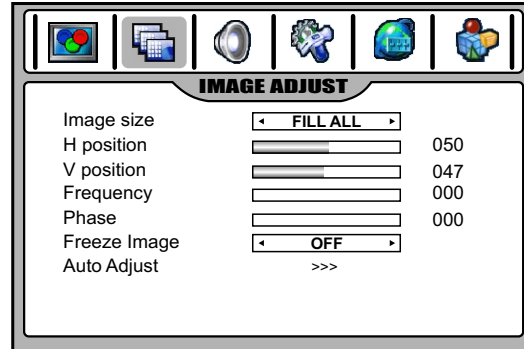 IMAGE ADJUST
Image size FILL ALL
H position 050
V position 047
Frequency 000
Phase 000
Freeze Image OFF
Auto Adjust >>>